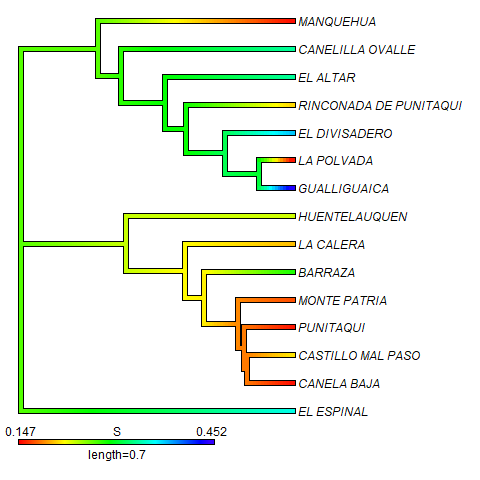 MANQUEHUA
CANELILLA OVALLE
EL ALTAR
RINCONADA DE PUNITAQUI
EL DIVISADERO
LA POLVADA
GUALLIGUAICA
HUENTELAUQUEN
LA CALERA
BARRAZA
MONTE PATRIA
PUNITAQUI
CASTILLO MAL PASO
CANELA BAJA
EL ESPINAL
0.147 S 0.452
length=0.7